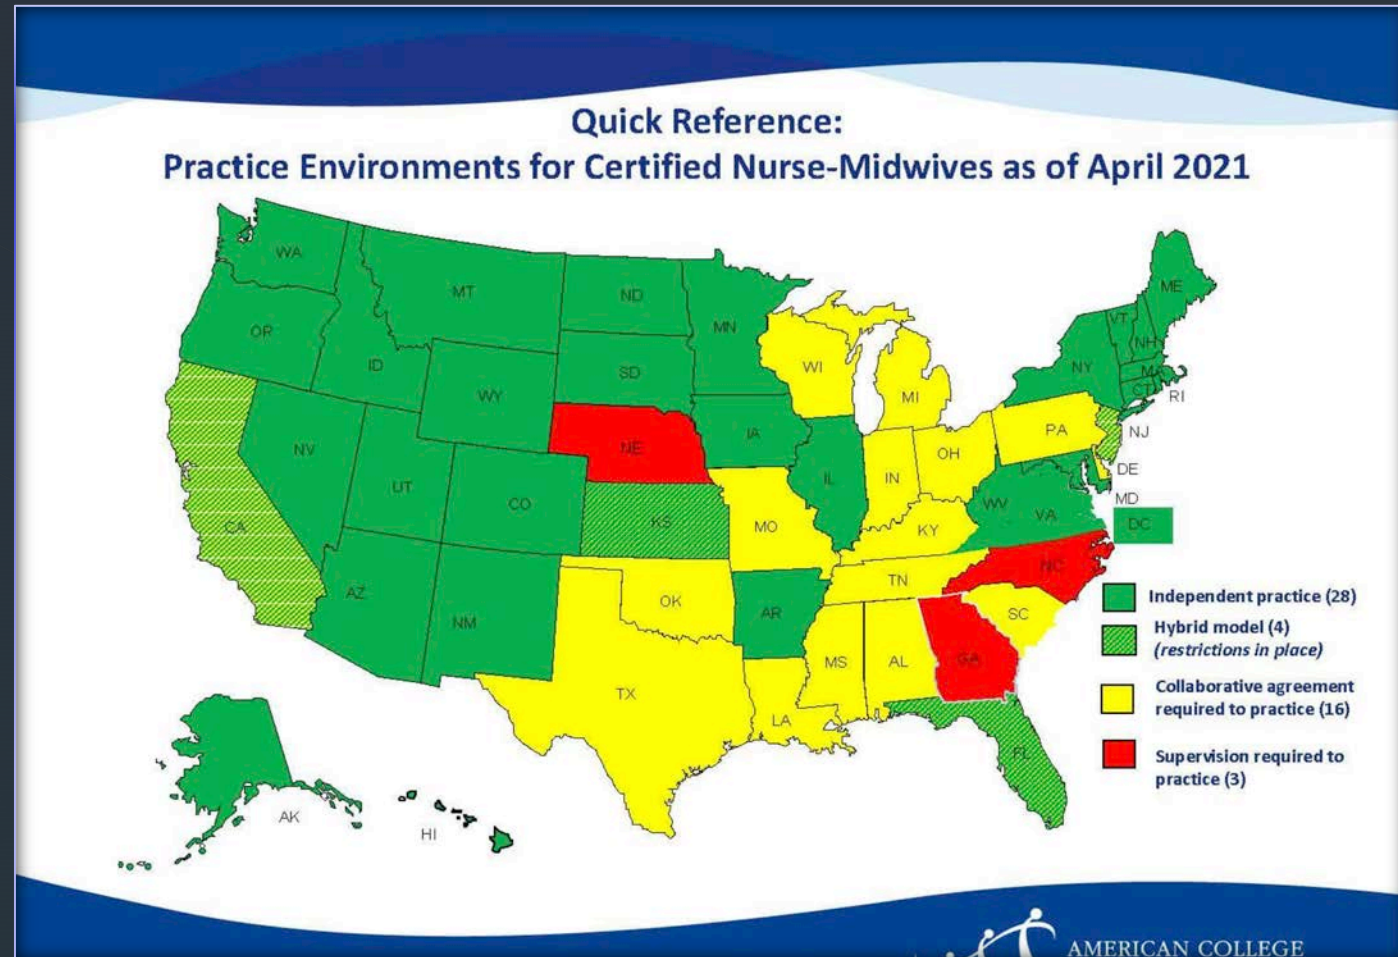 Quick Reference:
Practice Environments for Certified Nurse-Midwives as of April 2021
WA
MT
ND
MN
OR
ID
WY
SD
WI
MI
NY
VT
NH
ME
MA
CT
RI
NV
UT
CO
NE
IA
IL
IN
OH
PA
NJ
DE
MD
DC
WV
VA
CA
KS
MO
KY
AZ
NM
OK
AR
TN
NC
SC
TX
LA
MS
AL
GA
FL
AK
HI
Independent practice (28)
Hybrid model (4)
(restrictions in place)
Collaborative agreement
required to practice (16)
Supervision required to
practice (3)
AMERICAN COLLEGE